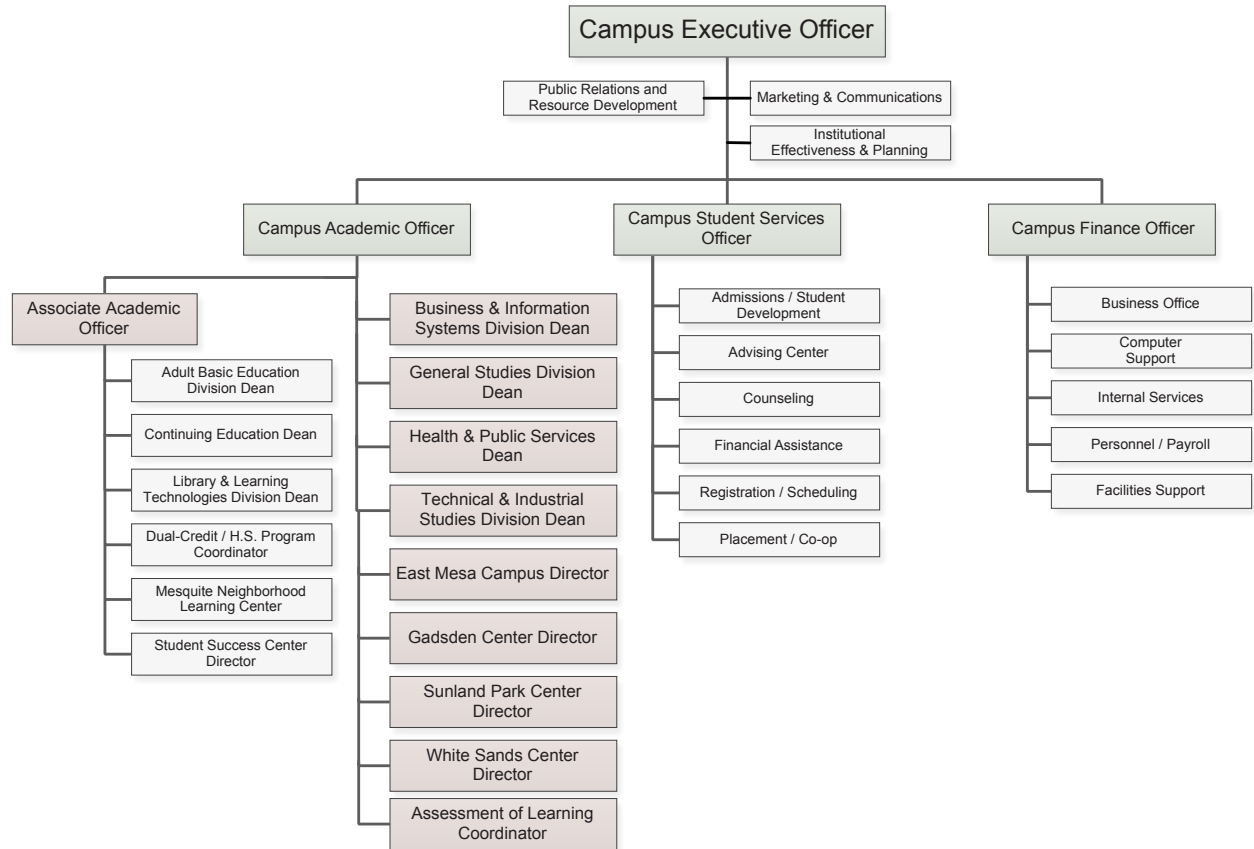 Campus Executive Officer
Public Relations and
Resource Development
Marketing & Communications
Institutional
Effectiveness & Planning
Campus Academic Officer
Campus Student Services
Officer
Campus Finance Officer
Associate Academic
Officer
Adult Basic Education
Division Dean
Continuing Education Dean
Library & Learning
Technologies Division Dean
Dual-Credit / H.S. Program
Coordinator
Mesquite Neighborhood
Learning Center
Student Success Center
Director
Business & Information
Systems Division Dean
General Studies Division
Dean
Health & Public Services
Dean
Technical & Industrial
Studies Division Dean
East Mesa Campus Director
Gadsden Center Director
Sunland Park Center
Director
White Sands Center
Director
Assessment of Learning
Coordinator
Admissions / Student
Development
Advising Center
Counseling
Financial Assistance
Registration / Scheduling
Placement / Co-op
Business Office
Computer
Support
Internal Services
Personnel / Payroll
Facilities Support